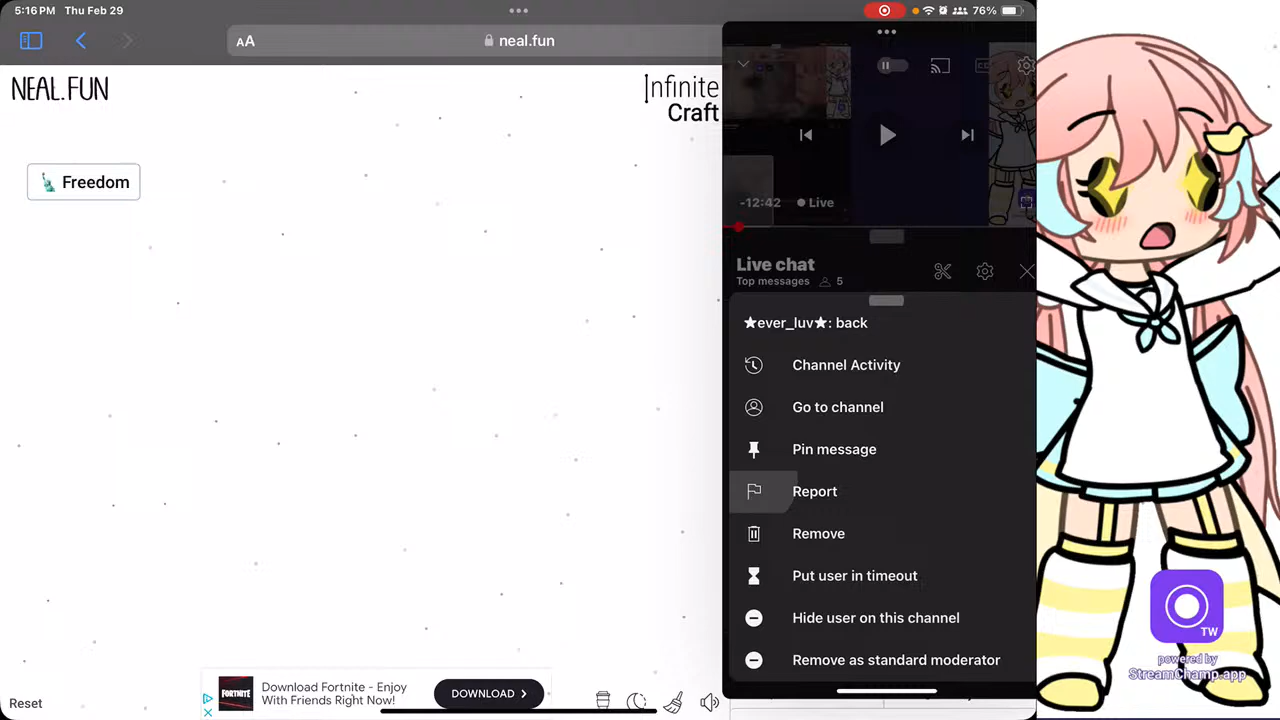 5:16 PM Thu Feb 29
76%
AA
neal.fun
NEAL.FUN
Infinite
Craft
🗽 Freedom
-12:42
Live
Live chat
Top messages
5
★ever_luv★: back
Channel Activity
Go to channel
Pin message
Report
Remove
Put user in timeout
Hide user on this channel
Remove as standard moderator
FORTNITE
Download Fortnite - Enjoy
With Friends Right Now!
DOWNLOAD
Reset
TW
powered by
StreamChamp.app